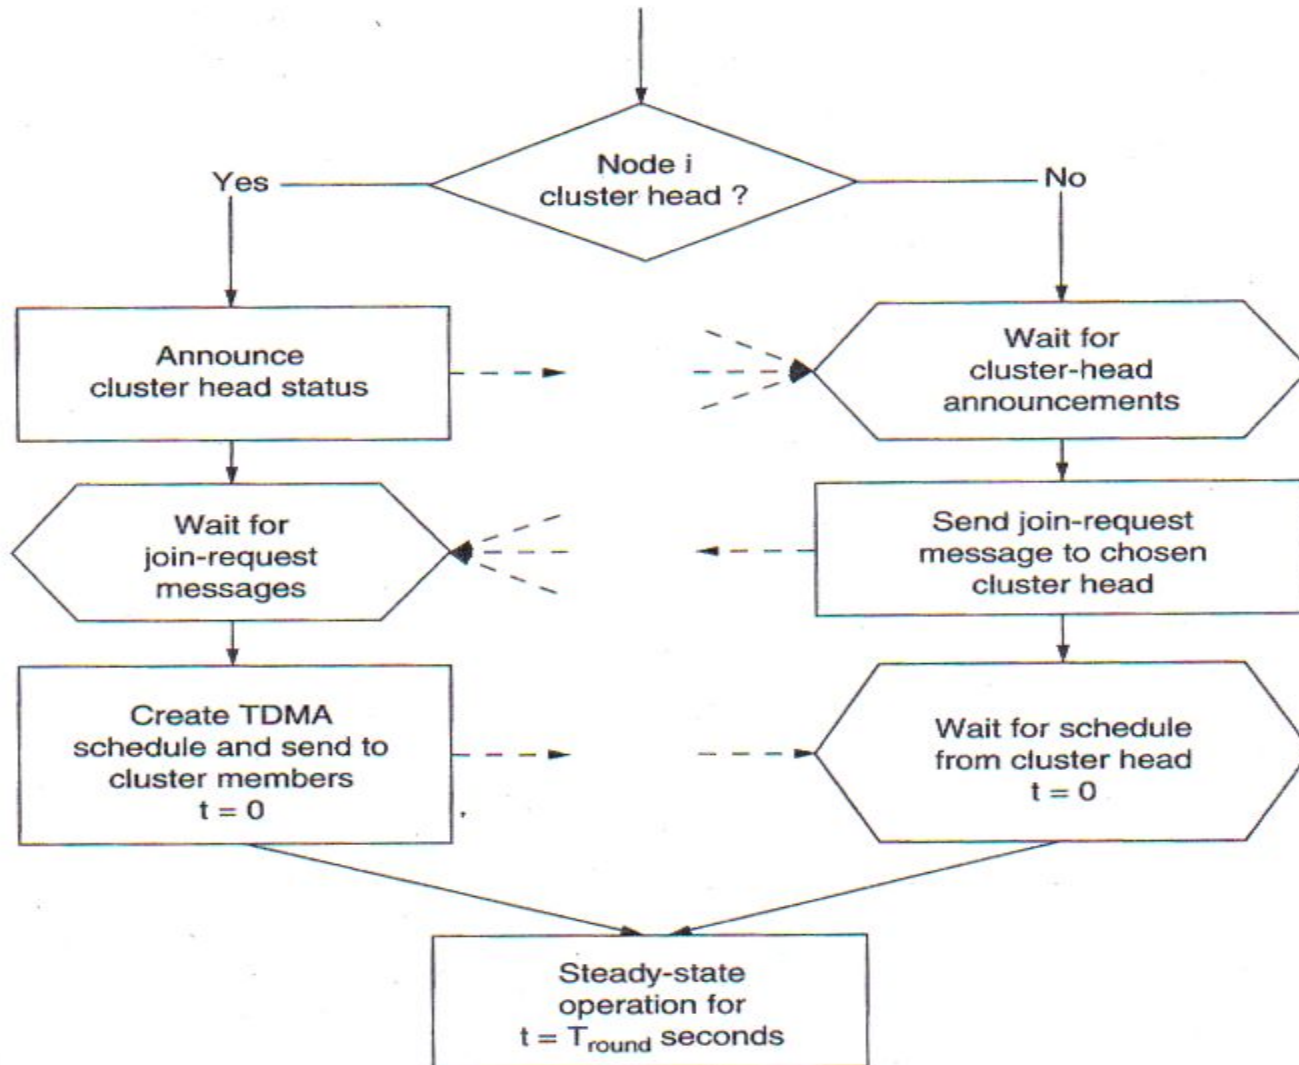 Node i
cluster head ?
Yes
No
Announce
cluster head status
Wait for
cluster-head
announcements
Wait for
join-request
messages
Send join-request
message to chosen
cluster head
Create TDMA
schedule and send to
cluster members
t = 0
Wait for schedule
from cluster head
t = 0
Steady-state
operation for
t = Tround seconds